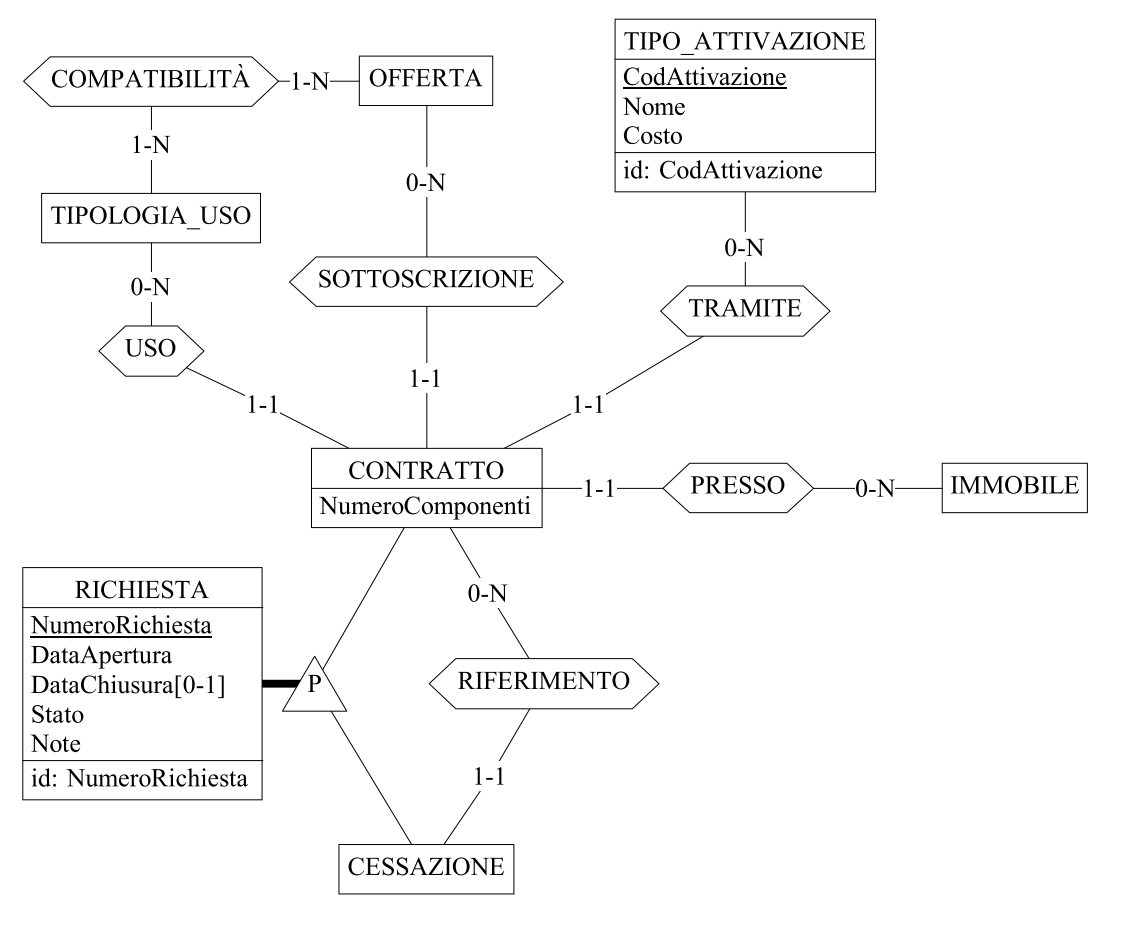 TIPO_ATTIVAZIONE
CodAttivazione
Nome
Costo
id: CodAttivazione
COMPATIBILITÀ
1-N
OFFERTA
1-N
0-N
TIPOLOGIA_USO
0-N
0-N
SOTTOSCRIZIONE
TRAMITE
USO
1-1
1-1
1-1
CONTRATTO
NumeroComponenti
1-1
PRESSO
0-N
IMMOBILE
RICHIESTA
NumeroRichiesta
DataApertura
DataChiusura[0-1]
Stato
Note
id: NumeroRichiesta
P
0-N
RIFERIMENTO
1-1
CESSAZIONE